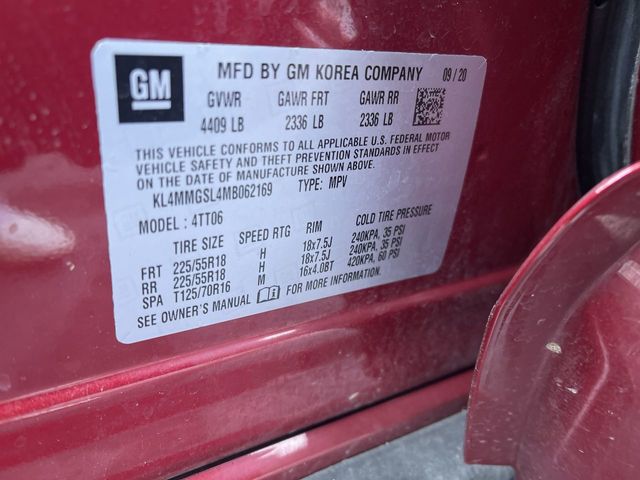 GM
MFD BY GM KOREA COMPANY 09/20
GVWR GAWR FRT GAWR RR
4409 LB 2336 LB 2336 LB
THIS VEHICLE CONFORMS TO ALL APPLICABLE U.S. FEDERAL MOTOR
VEHICLE SAFETY AND THEFT PREVENTION STANDARDS IN EFFECT
ON THE DATE OF MANUFACTURE SHOWN ABOVE.
KL4MMGSL4MB062169 TYPE: MPV
MODEL: 4TT06
TIRE SIZE SPEED RTG RIM COLD TIRE PRESSURE
FRT 225/55R18 H 18x7.5J 240KPA, 35 PSI
RR 225/55R18 H 18x7.5J 240KPA, 35 PSI
SPA T125/70R16 M 16x4.0BT 420KPA, 60 PSI
SEE OWNER'S MANUAL FOR MORE INFORMATION.